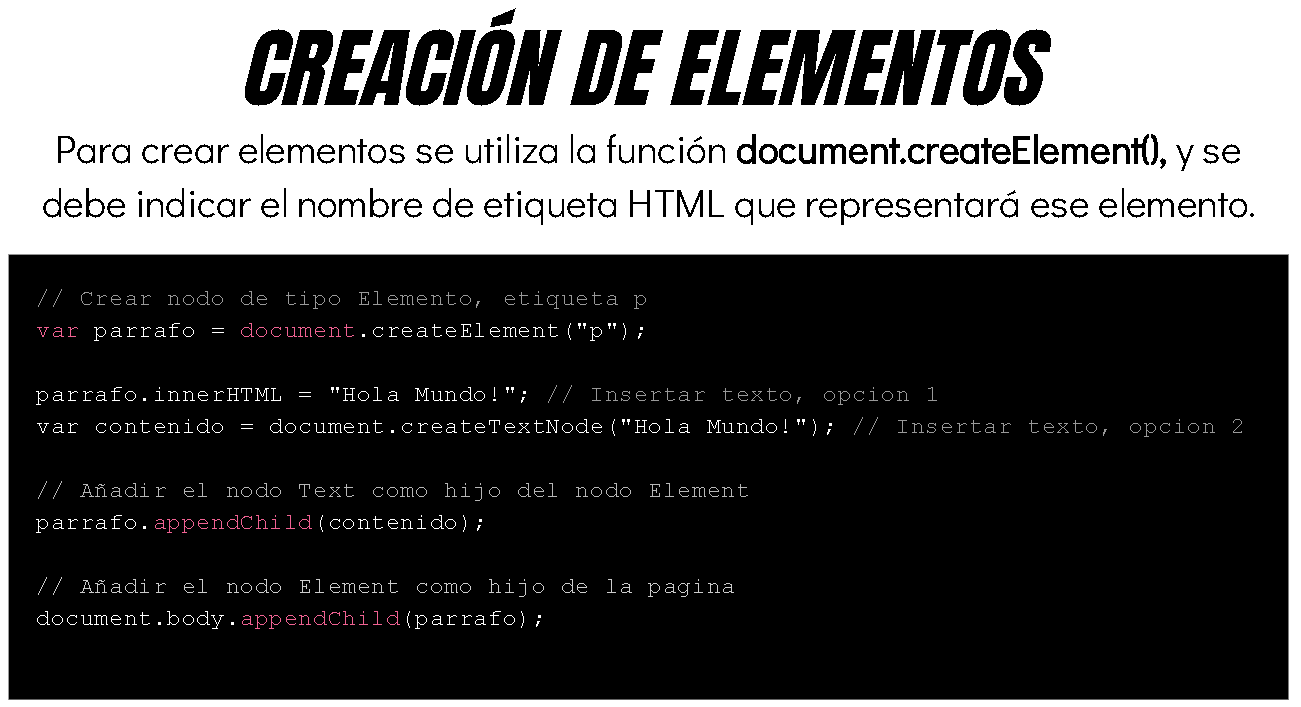 CREACIÓN DE ELEMENTOS
Para crear elementos se utiliza la función document.createElement(), y se
debe indicar el nombre de etiqueta HTML que representará ese elemento.
// Crear nodo de tipo Elemento, etiqueta p
var parrafo = document.createElement("p");
parrafo.innerHTML = "Hola Mundo!"; // Insertar texto, opcion 1
var contenido = document.createTextNode("Hola Mundo!"); // Insertar texto, opcion 2
// Añadir el nodo Text como hijo del nodo Element
parrafo.appendChild(contenido);
// Añadir el nodo Element como hijo de la pagina
document.body.appendChild(parrafo);